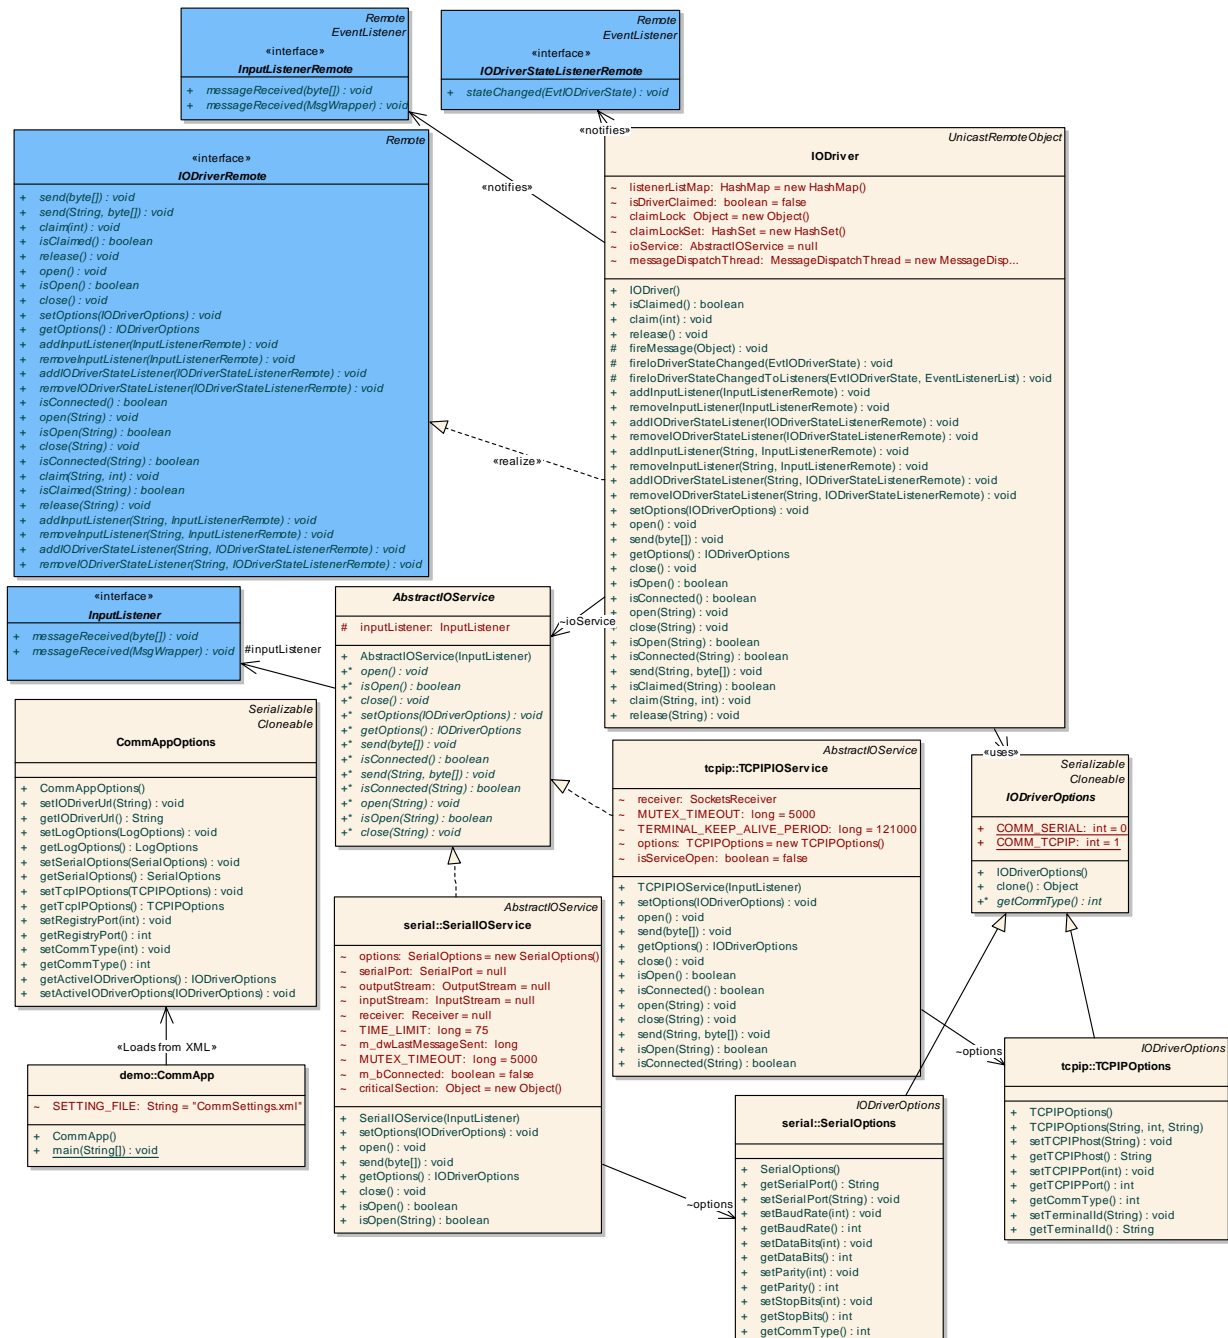 Remote
EventListener
«interface»
InputListenerRemote
+ messageReceived(byte[]) : void
+ messageReceived(MsgWrapper) : void
Remote
EventListener
«interface»
IODriverStateListenerRemote
+ stateChanged(EvtIODriverState) : void
«notifies»
«notifies»
Remote
«interface»
IODriverRemote
+ send(byte[]) : void
+ send(String, byte[]) : void
+ claim(int) : void
+ isClaimed() : boolean
+ release() : void
+ open() : void
+ isOpen() : boolean
+ close() : void
+ setOptions(IODriverOptions) : void
+ getOptions() : IODriverOptions
+ addInputListener(InputListenerRemote) : void
+ removeInputListener(InputListenerRemote) : void
+ addIODriverStateListener(IODriverStateListenerRemote) : void
+ removeIODriverStateListener(IODriverStateListenerRemote) : void
+ isConnected() : boolean
+ open(String) : void
+ isOpen(String) : boolean
+ close(String) : void
+ isConnected(String) : boolean
+ claim(String, int) : void
+ isClaimed(String) : boolean
+ release(String) : void
+ addInputListener(String, InputListenerRemote) : void
+ removeInputListener(String, InputListenerRemote) : void
+ addIODriverStateListener(String, IODriverStateListenerRemote) : void
+ removeIODriverStateListener(String, IODriverStateListenerRemote) : void
«realize»
UnicastRemoteObject
IODriver
~ listenerListMap: HashMap = new HashMap()
~ isDriverClaimed: boolean = false
~ claimLock: Object = new Object()
~ claimLockSet: HashSet = new HashSet()
~ ioService: AbstractIOService = null
~ messageDispatchThread: MessageDispatchThread = new MessageDisp...
+ IODriver()
+ isClaimed() : boolean
+ claim(int) : void
+ release() : void
# fireMessage(Object) : void
# fireIoDriverStateChanged(EvtIODriverState) : void
# fireIoDriverStateChangedToListeners(EvtIODriverState, EventListenerList) : void
+ addInputListener(InputListenerRemote) : void
+ removeInputListener(InputListenerRemote) : void
+ addIODriverStateListener(IODriverStateListenerRemote) : void
+ removeIODriverStateListener(IODriverStateListenerRemote) : void
+ addInputListener(String, InputListenerRemote) : void
+ removeInputListener(String, InputListenerRemote) : void
+ addIODriverStateListener(String, IODriverStateListenerRemote) : void
+ removeIODriverStateListener(String, IODriverStateListenerRemote) : void
+ setOptions(IODriverOptions) : void
+ open() : void
+ send(byte[]) : void
+ getOptions() : IODriverOptions
+ close() : void
+ isOpen() : boolean
+ isConnected() : boolean
+ open(String) : void
+ close(String) : void
+ isOpen(String) : boolean
+ isConnected(String) : boolean
+ send(String, byte[]) : void
+ isClaimed(String) : boolean
+ claim(String, int) : void
+ release(String) : void
«interface»
InputListener
+ messageReceived(byte[]) : void
+ messageReceived(MsgWrapper) : void
#inputListener
AbstractIOService
# inputListener: InputListener
+ AbstractIOService(InputListener)
+* open() : void
+* isOpen() : boolean
+* close() : void
+* setOptions(IODriverOptions) : void
+* getOptions() : IODriverOptions
+* send(byte[]) : void
+* isConnected() : boolean
+* send(String, byte[]) : void
+* isConnected(String) : boolean
+* open(String) : void
+* isOpen(String) : boolean
+* close(String) : void
~ioService
Serializable
Cloneable
CommAppOptions
+ CommAppOptions()
+ setIODriverUrl(String) : void
+ getIODriverUrl() : String
+ setLogOptions(LogOptions) : void
+ getLogOptions() : LogOptions
+ setSerialOptions(SerialOptions) : void
+ getSerialOptions() : SerialOptions
+ setTcpIPOptions(TCPIPOptions) : void
+ getTcpIPOptions() : TCPIPOptions
+ setRegistryPort(int) : void
+ getRegistryPort() : int
+ setCommType(int) : void
+ getCommType() : int
+ getActiveIODriverOptions() : IODriverOptions
+ setActiveIODriverOptions(IODriverOptions) : void
«Loads from XML»
demo::CommApp
~ SETTING_FILE: String = "CommSettings.xml"
+ CommApp()
+ main(String[]) : void
AbstractIOService
serial::SerialIOService
~ options: SerialOptions = new SerialOptions()
~ serialPort: SerialPort = null
~ outputStream: OutputStream = null
~ inputStream: InputStream = null
~ receiver: Receiver = null
~ TIME_LIMIT: long = 75
~ m_dwLastMessageSent: long
~ MUTEX_TIMEOUT: long = 5000
~ m_bConnected: boolean = false
~ criticalSection: Object = new Object()
+ SerialIOService(InputListener)
+ setOptions(IODriverOptions) : void
+ open() : void
+ send(byte[]) : void
+ getOptions() : IODriverOptions
+ close() : void
+ isOpen() : boolean
+ isOpen(String) : boolean
~options
AbstractIOService
tcpip::TCPIPIOService
~ receiver: SocketsReceiver
~ MUTEX_TIMEOUT: long = 5000
~ TERMINAL_KEEP_ALIVE_PERIOD: long = 121000
~ options: TCPIPOptions = new TCPIPOptions()
~ isServiceOpen: boolean = false
+ TCPIPIOService(InputListener)
+ setOptions(IODriverOptions) : void
+ open() : void
+ send(byte[]) : void
+ getOptions() : IODriverOptions
+ close() : void
+ isOpen() : boolean
+ isConnected() : boolean
+ open(String) : void
+ close(String) : void
+ send(String, byte[]) : void
+ isOpen(String) : boolean
+ isConnected(String) : boolean
~options
«uses»
Serializable
Cloneable
IODriverOptions
+ COMM_SERIAL: int = 0
+ COMM_TCPIP: int = 1
+ IODriverOptions()
+ clone() : Object
+* getCommType() : int
IODriverOptions
serial::SerialOptions
+ SerialOptions()
+ getSerialPort() : String
+ setSerialPort(String) : void
+ setBaudRate(int) : void
+ getBaudRate() : int
+ setDataBits(int) : void
+ getDataBits() : int
+ setParity(int) : void
+ getParity() : int
+ setStopBits(int) : void
+ getStopBits() : int
+ getCommType() : int
IODriverOptions
tcpip::TCPIPOptions
+ TCPIPOptions()
+ TCPIPOptions(String, int, String)
+ setTCPIPhost(String) : void
+ getTCPIPhost() : String
+ setTCPIPPort(int) : void
+ getTCPIPPort() : int
+ getCommType() : int
+ setTerminalId(String) : void
+ getTerminalId() : String